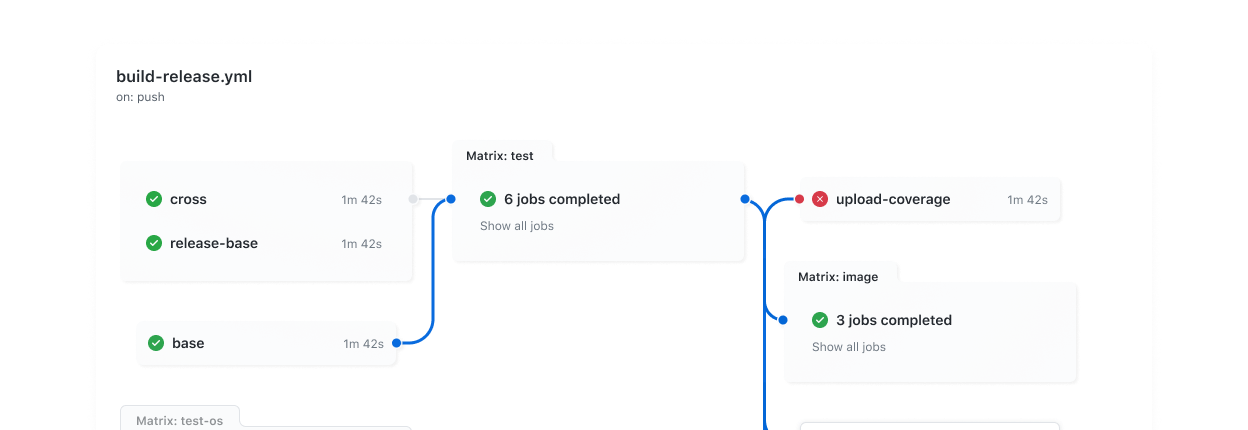 build-release.yml
on: push
Matrix: test
cross 1m 42s
6 jobs completed
upload-coverage 1m 42s
Show all jobs
release-base 1m 42s
Matrix: image
3 jobs completed
base 1m 42s
Show all jobs
Matrix: test-os